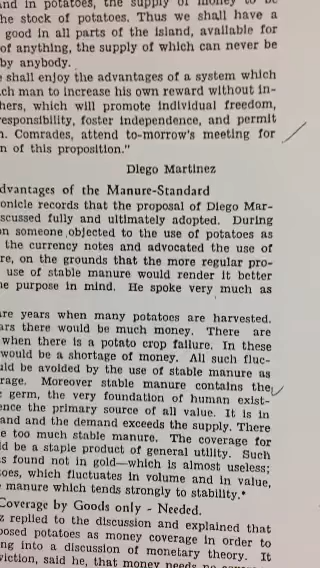 and in potatoes, the supply of money to be
he stock of potatoes. Thus we shall have a
good in all parts of the island, available for
of anything, the supply of which can never be
by anybody.
shall enjoy the advantages of a system which
ch man to increase his own reward without in-
hers, which will promote individual freedom,
responsibility, foster independence, and permit
n. Comrades, attend to-morow's meeting for
n of this proposition."
Diego Martinez
dvantages of the Manure-Standard
onicle records that the proposal of Diego Mar-
scussed fully and ultimately adopted. During
on someone objected to the use of potatoes as
the currency notes and advocated the use of
re, on the grounds that the more regular pro-
use of stable manure would render it better
he purpose in mind. He spoke very much as
are years when many potatoes are harvested.
ars there would be much money. There are
when there is a potato crop failure. In these
would be a shortage of money. All such fluc-
uld be avoided by the use of stable manure as
rage. Moreover stable manure contains the
germ, the very foundation of human exist-
ence the primary source of all value. It is in
and and the demand exceeds the supply. There
e too much stable manure. The coverage for
ld be a staple product of general utility. Such
s found not in gold—which is almost useless;
oes, which fluctuates in volume and in value,
manure which tends strongly to stability.*
Coverage by Goods only - Needed.
z replied to the discussion and explained that
posed potatoes as money coverage in order to
ng into a discussion of monetary theory. It
viction, said he, that money needs no